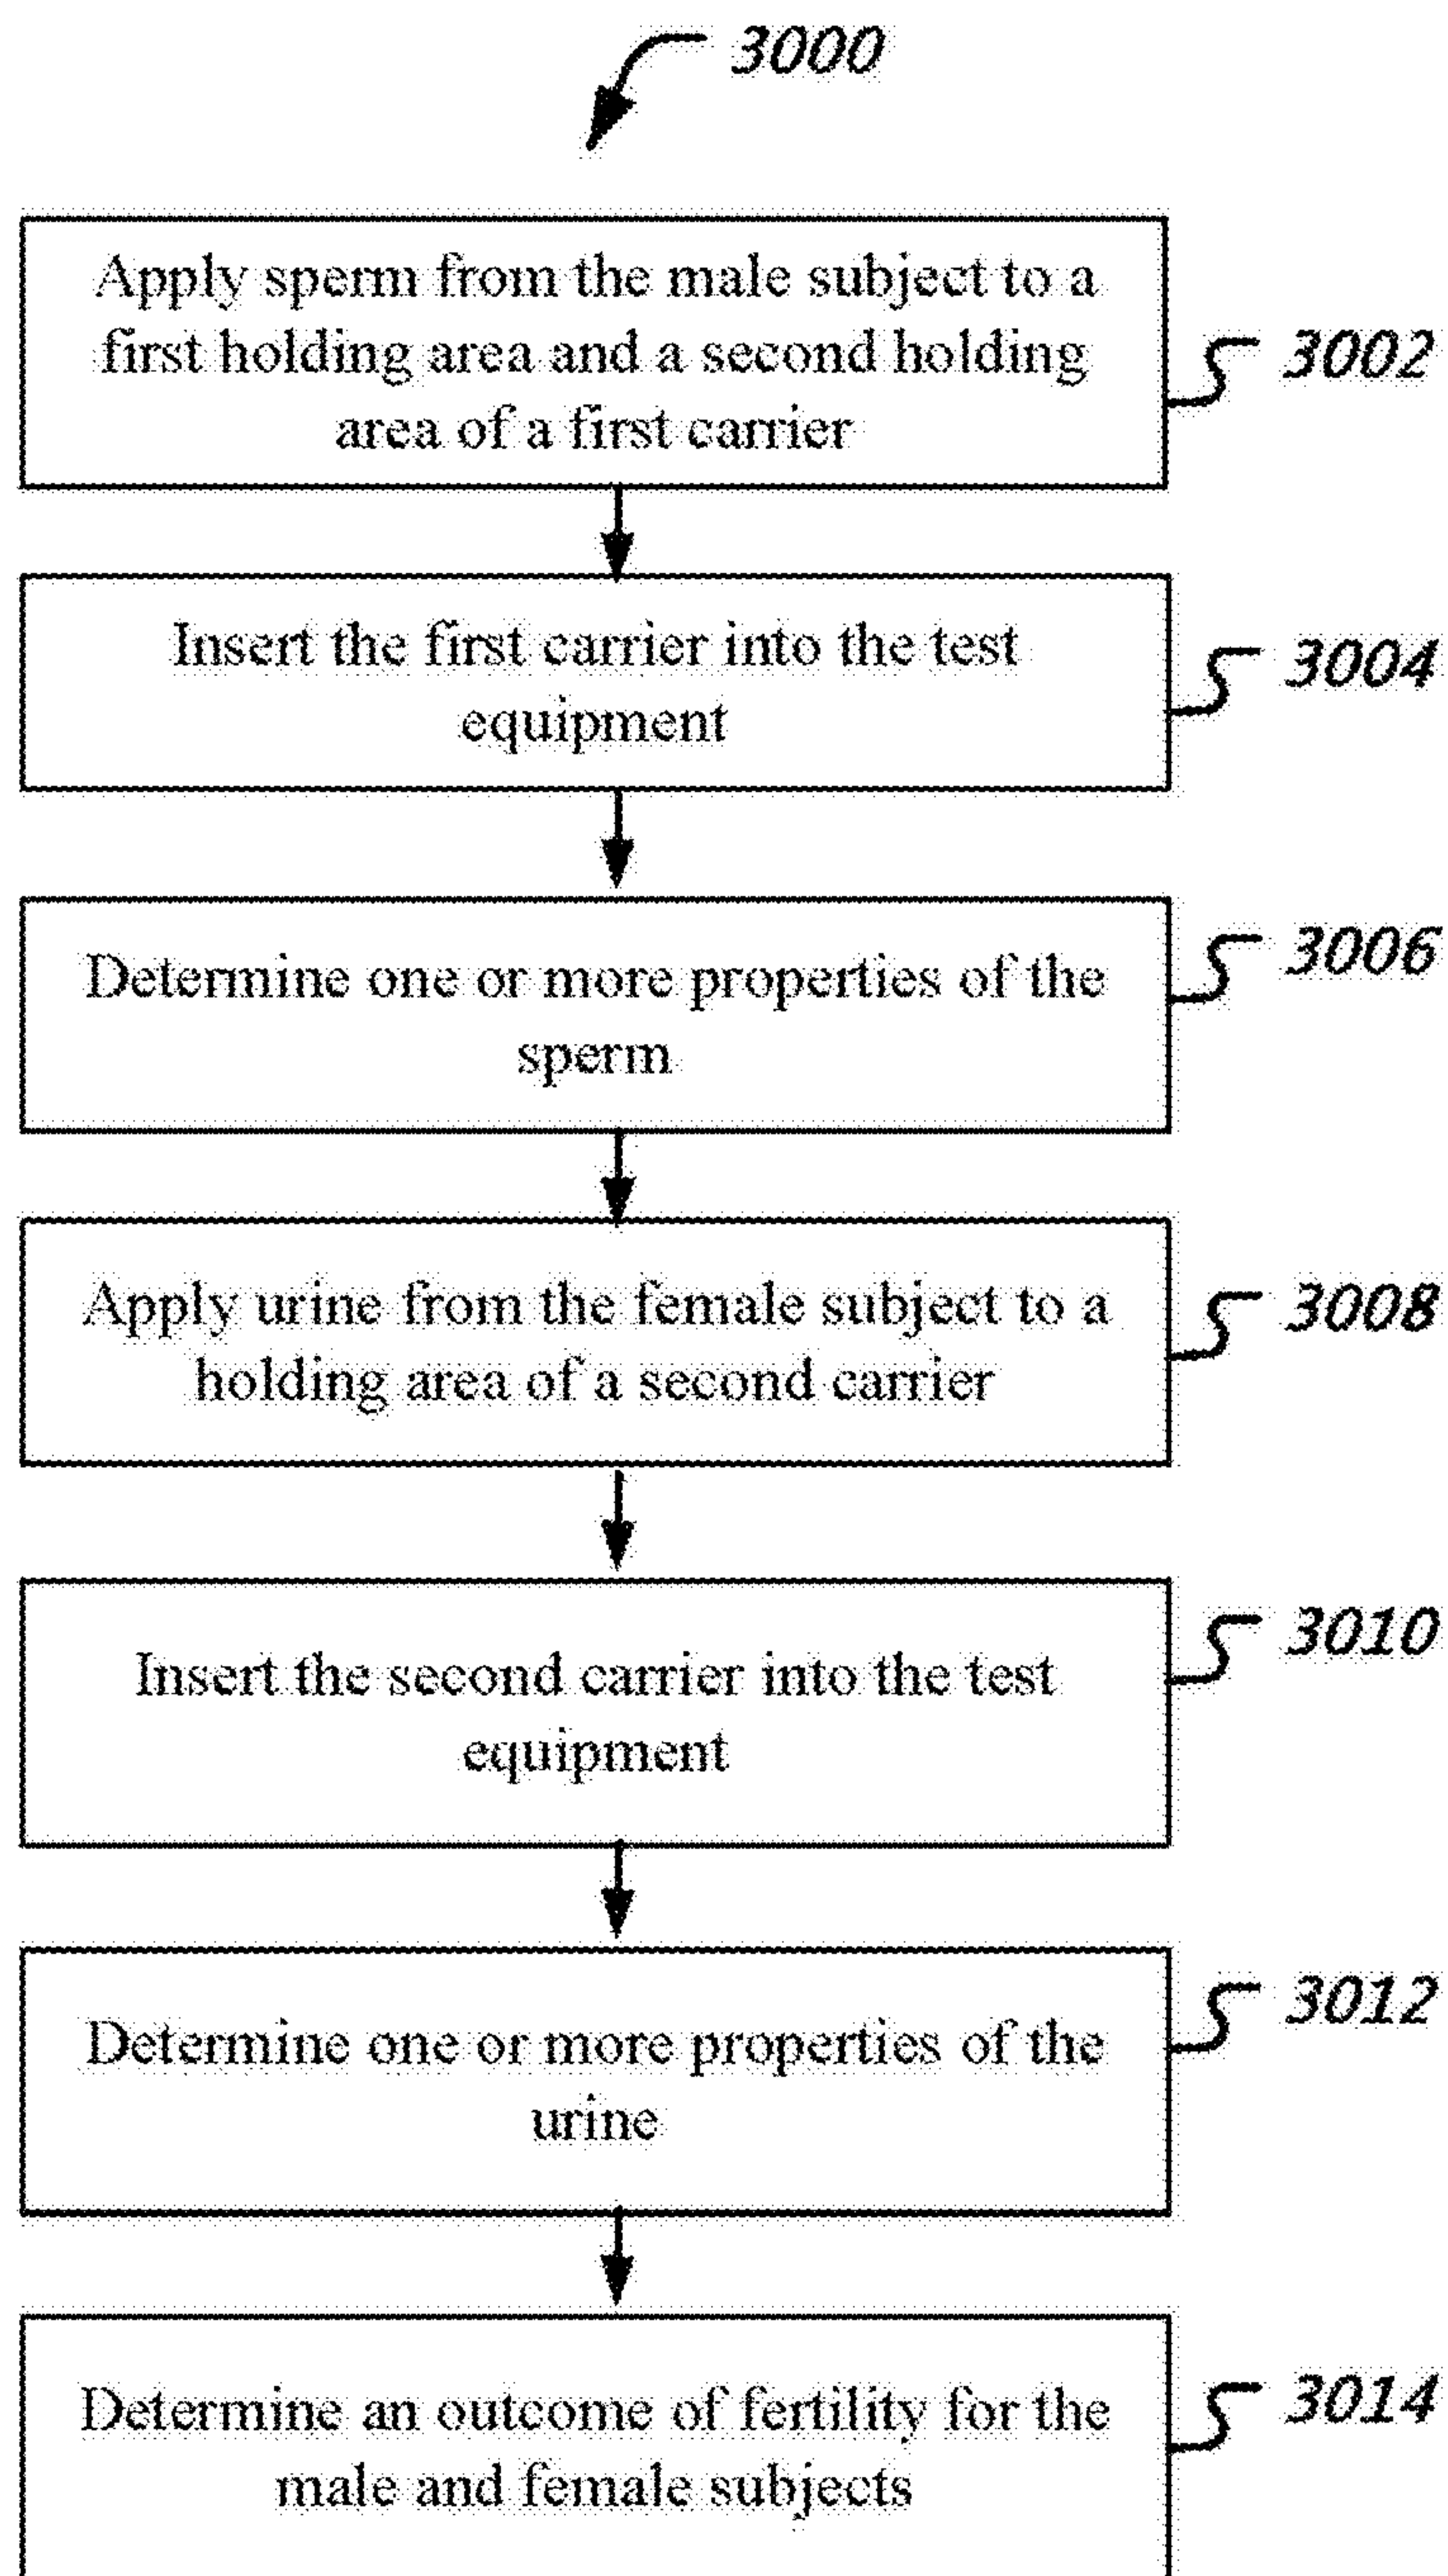 3000
Apply sperm from the male subject to a
first holding area and a second holding
area of a first carrier
3002
Insert the first carrier into the test
equipment
3004
Determine one or more properties of the
sperm
3006
Apply urine from the female subject to a
holding area of a second carrier
3008
Insert the second carrier into the test
equipment
3010
Determine one or more properties of the
urine
3012
Determine an outcome of fertility for the
male and female subjects
3014